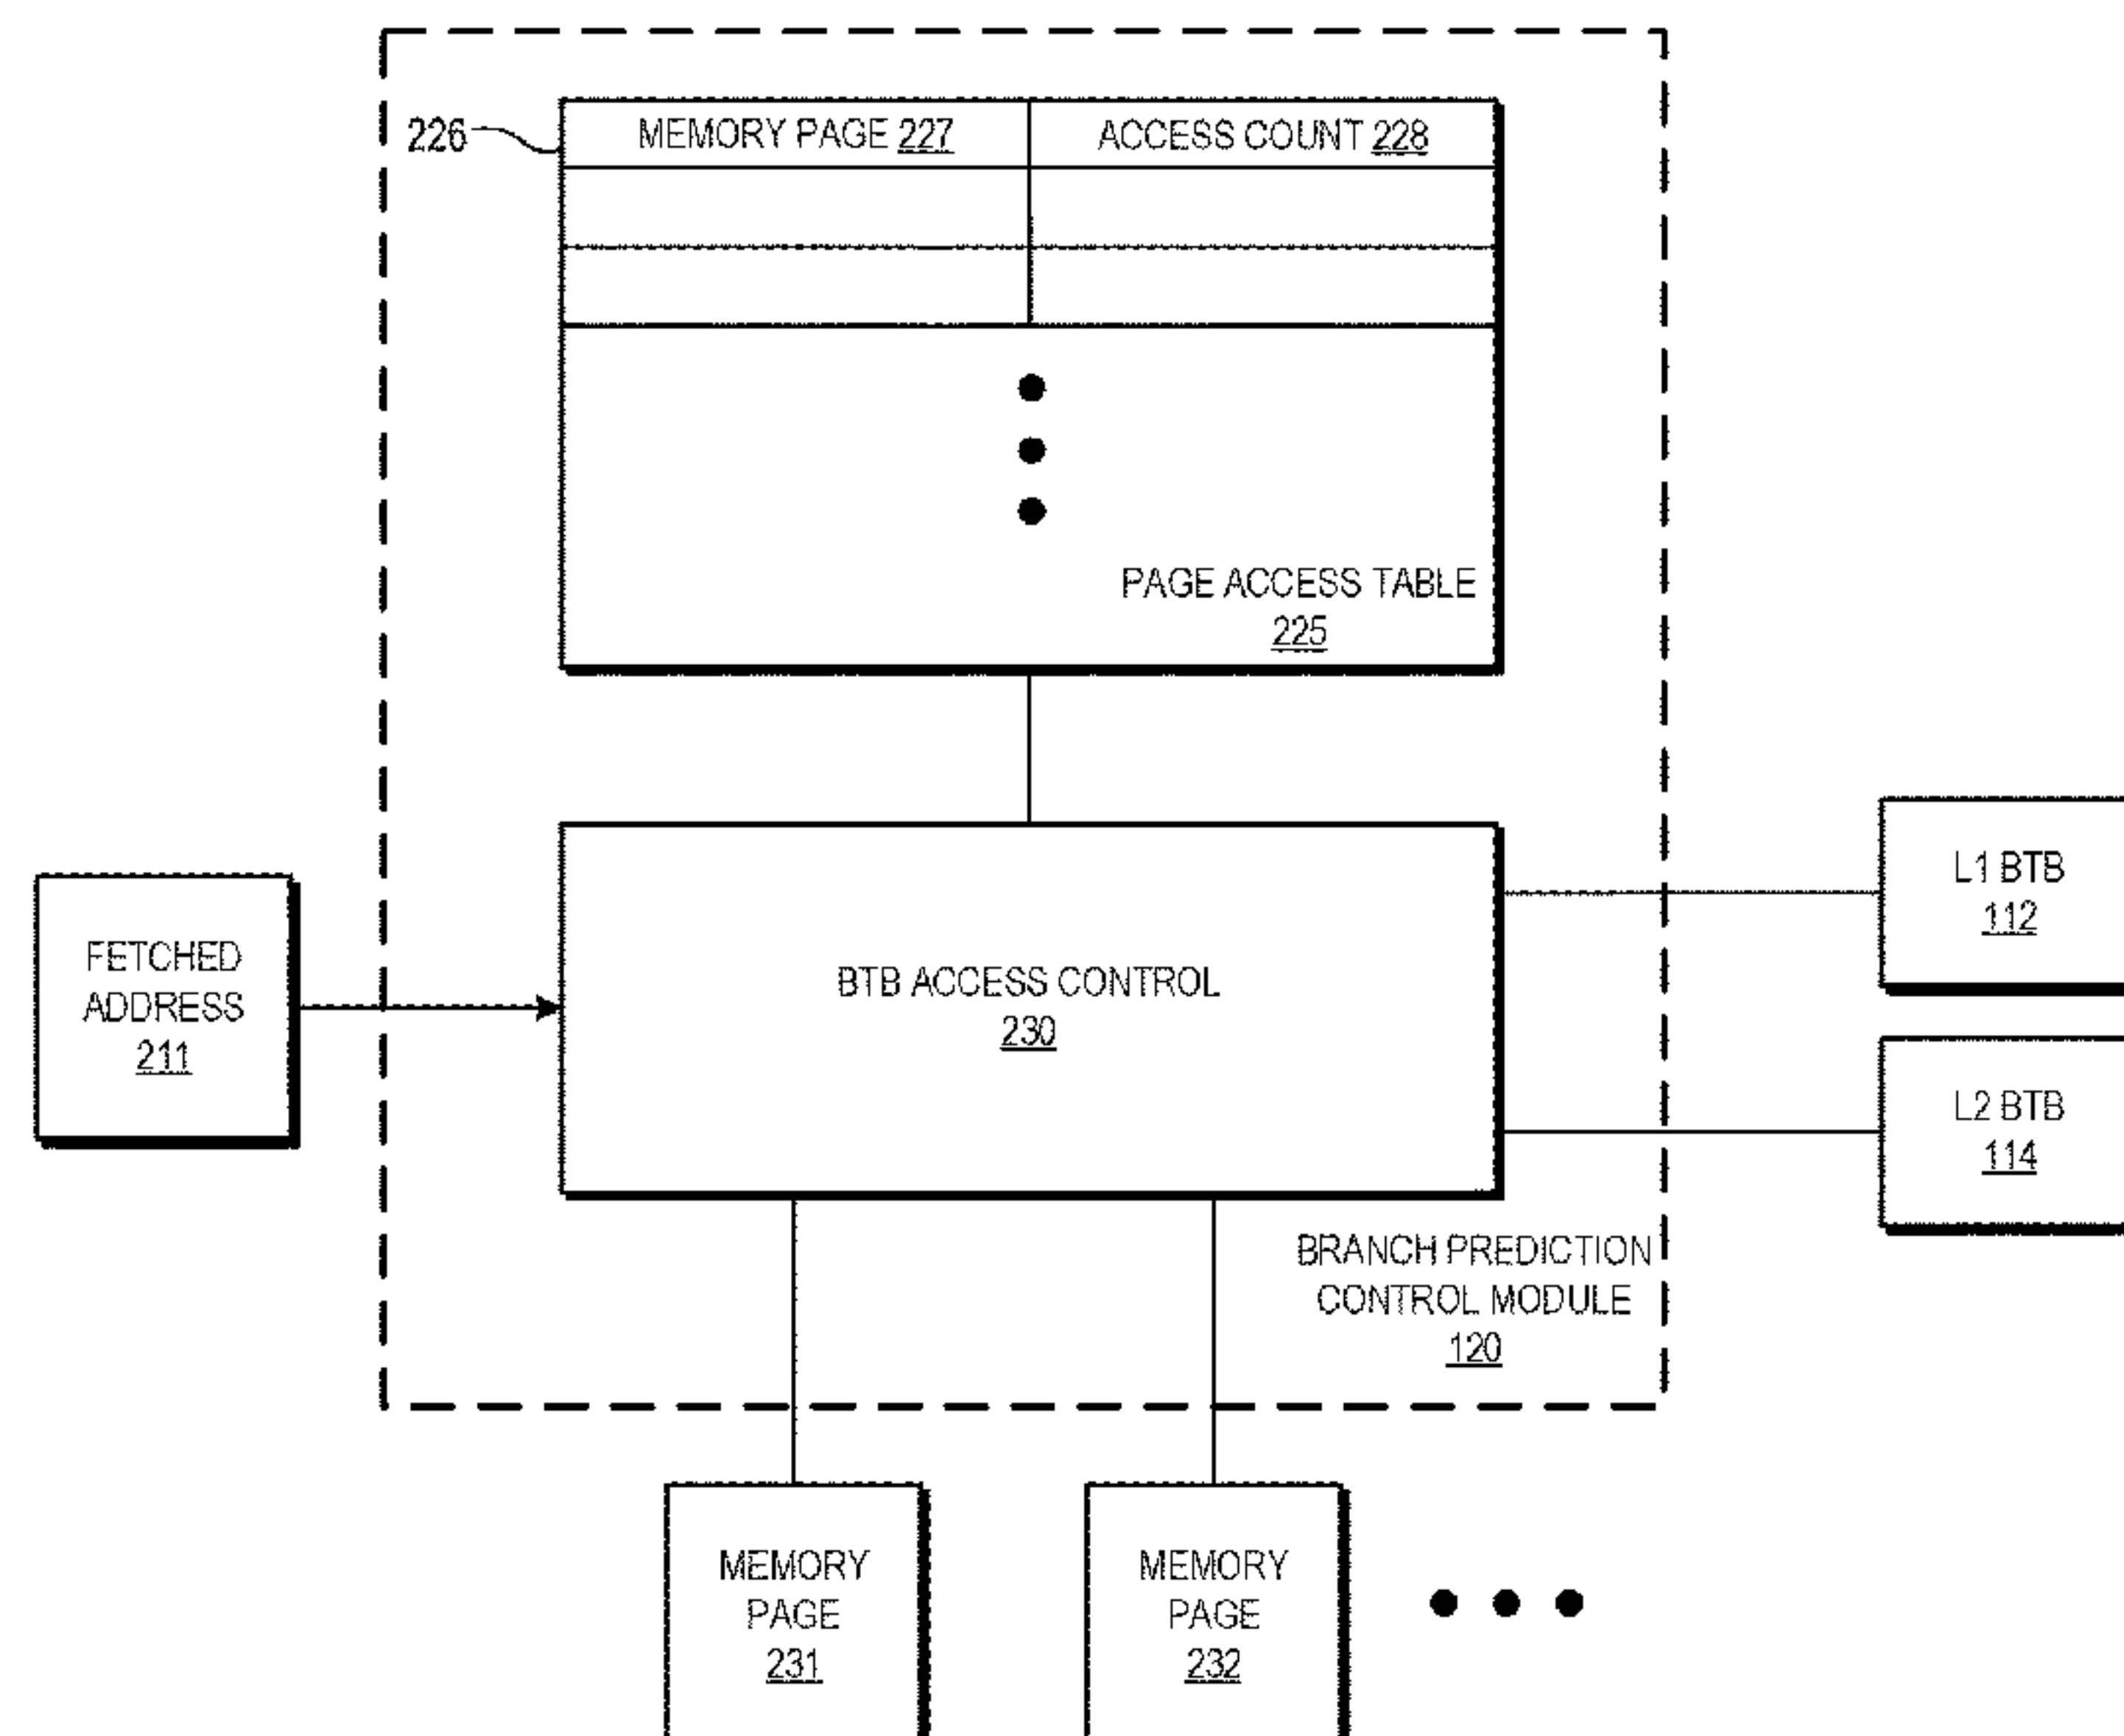 226
MEMORY PAGE 227
ACCESS COUNT 228
PAGE ACCESS TABLE
225
FETCHED
ADDRESS
211
BTB ACCESS CONTROL
230
L1 BTB
112
L2 BTB
114
BRANCH PREDICTION
CONTROL MODULE
120
MEMORY
PAGE
231
MEMORY
PAGE
232